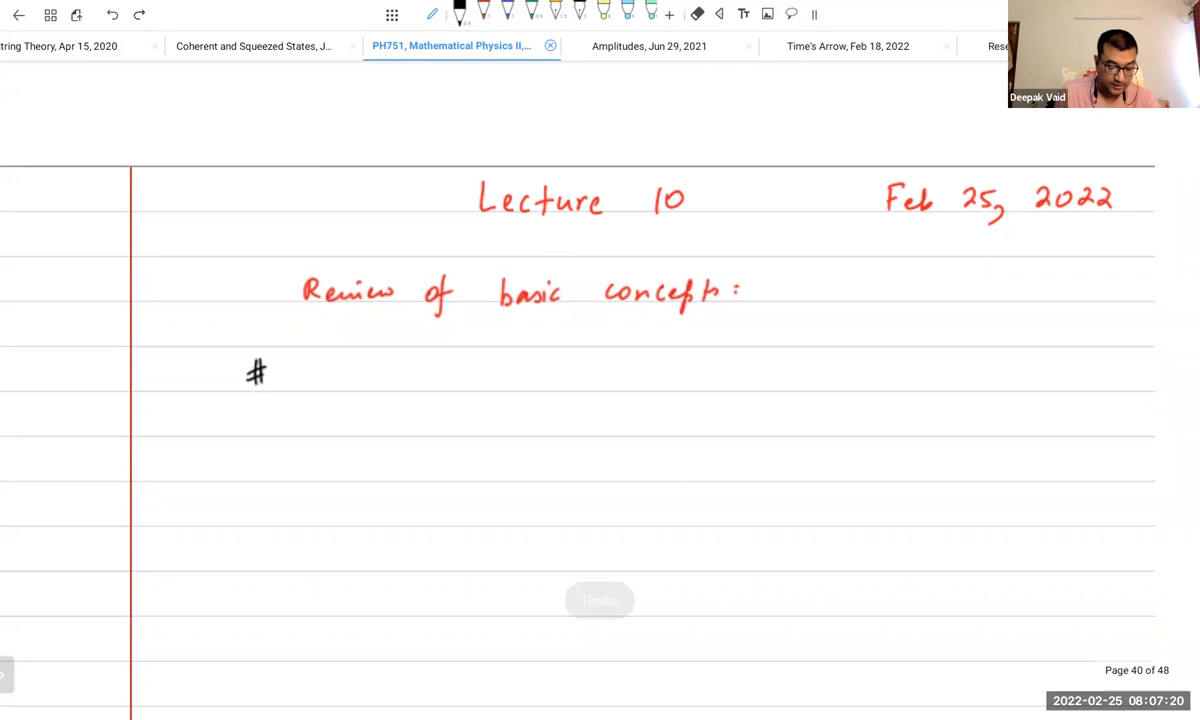 tring Theory, Apr 15, 2020
Coherent and Squeezed States, J...
PH751, Mathematical Physics II,...
Amplitudes, Jun 29, 2021
Time's Arrow, Feb 18, 2022
Rese
Deepak Vaid
Lecture 10 Feb 25, 2022
Review of basic concepts:
#
Undo
Page 40 of 48
2022-02-25 08:07:20